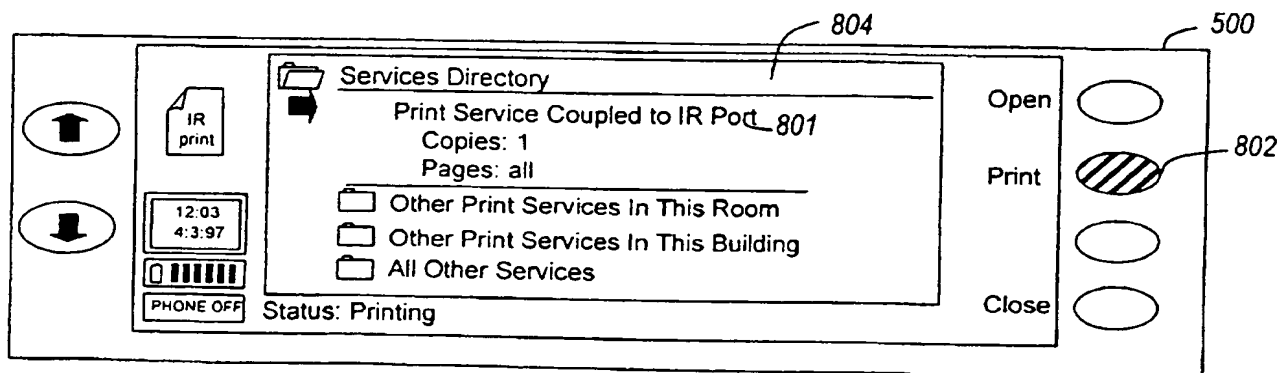 804
500
Services Directory
Print Service Coupled to IR Port
801
Copies: 1
Pages: all
Other Print Services In This Room
Other Print Services In This Building
All Other Services
IR
print
12:03
4:3:97
PHONE OFF
Status: Printing
Open
Print
802
Close